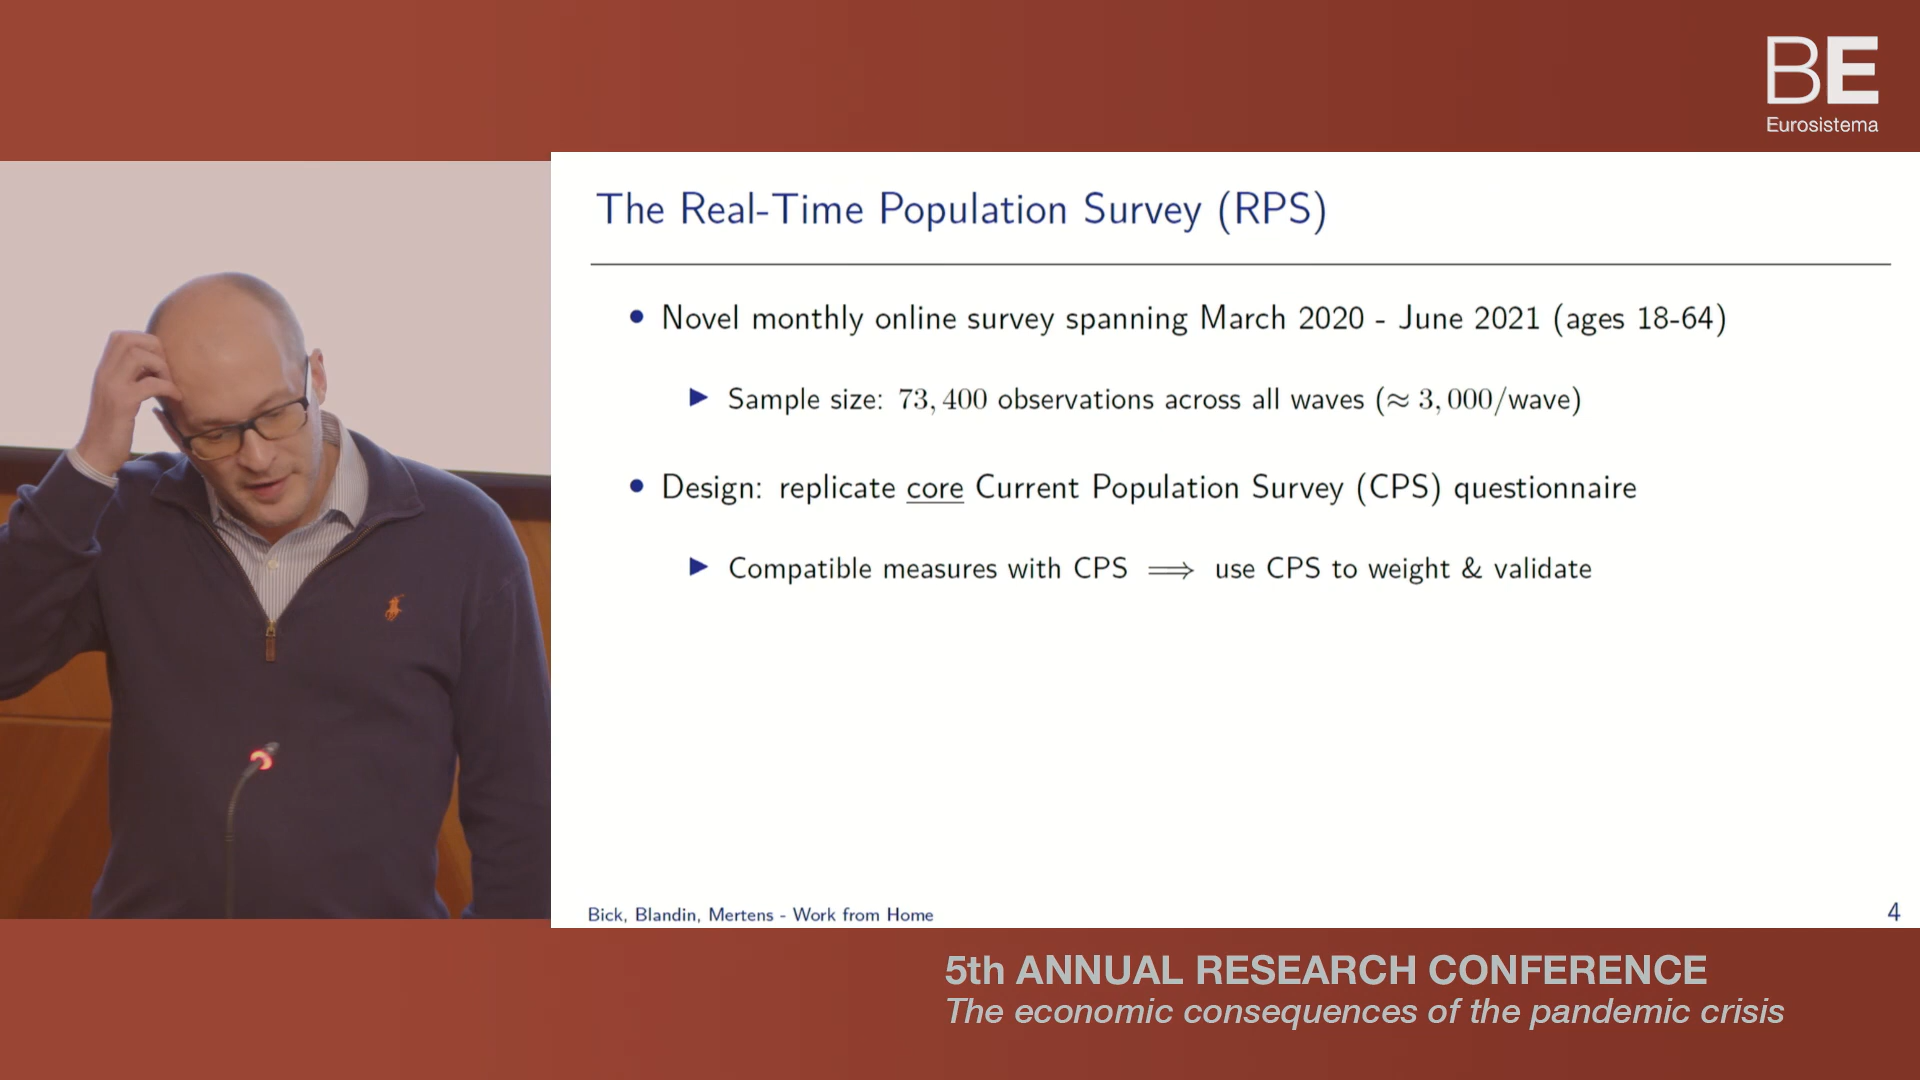 BE
Eurosistema
The Real-Time Population Survey (RPS)
• Novel monthly online survey spanning March 2020 - June 2021 (ages 18-64)
▶ Sample size: 73,400 observations across all waves (≈ 3,000/wave)
• Design: replicate core Current Population Survey (CPS) questionnaire
▶ Compatible measures with CPS ⟹ use CPS to weight & validate
Bick, Blandin, Mertens - Work from Home
4
5th ANNUAL RESEARCH CONFERENCE
The economic consequences of the pandemic crisis